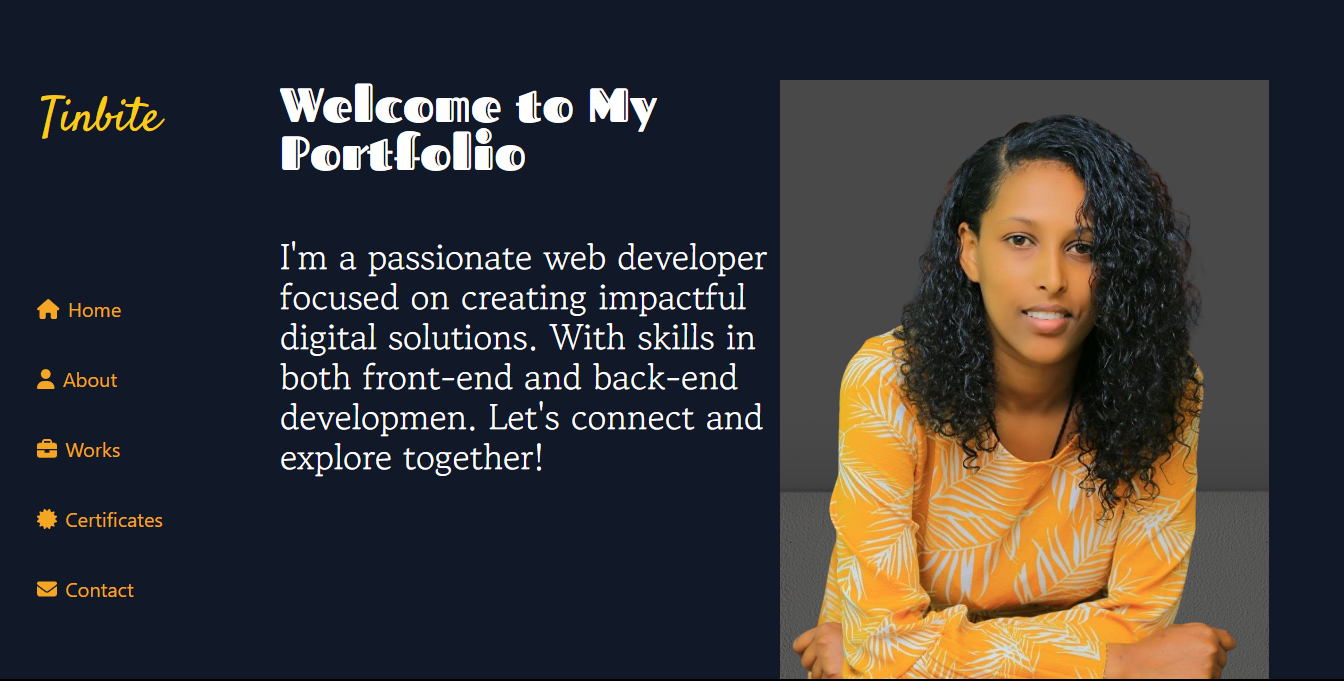 Tinbite
Home
About
Works
Certificates
Contact
Welcome to My
Portfolio
I'm a passionate web developer
focused on creating impactful
digital solutions. With skills in
both front-end and back-end
developmen. Let's connect and
explore together!